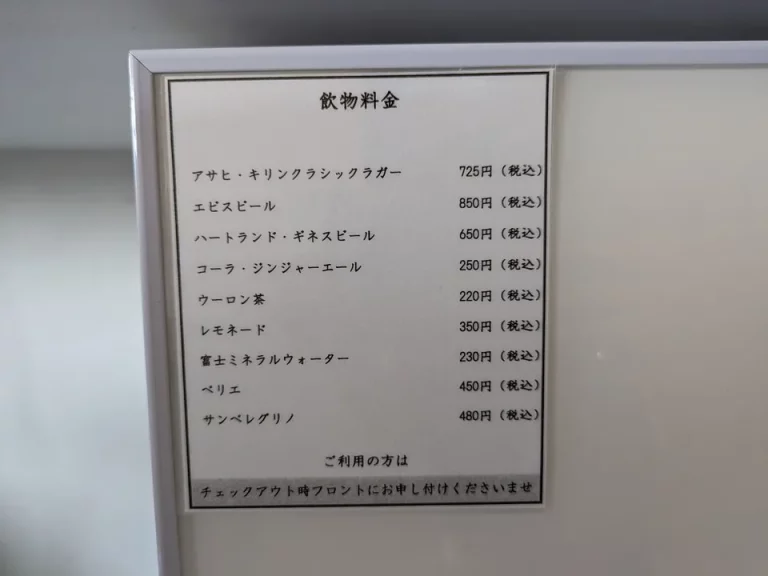 飲物料金
アサヒ・キリンクラシックラガー 725円（税込）
エビスビール 850円（税込）
ハートランド・ギネスビール 650円（税込）
コーラ・ジンジャーエール 250円（税込）
ウーロン茶 220円（税込）
レモネード 350円（税込）
富士ミネラルウォーター 230円（税込）
ペリエ 450円（税込）
サンペレグリノ 480円（税込）
ご利用の方は
チェックアウト時フロントにお申し付けくださいませ